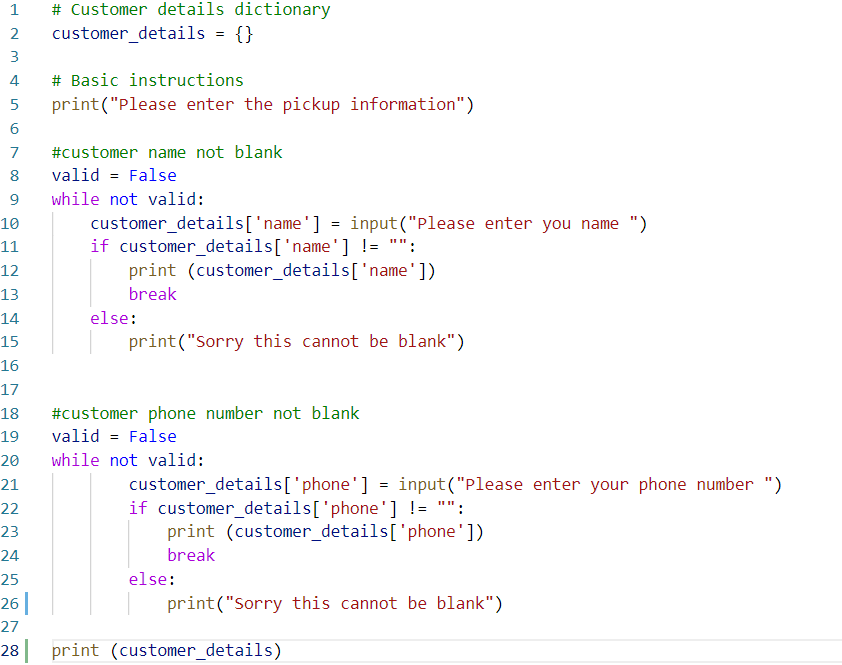 1 # Customer details dictionary
2 customer_details = {}
3
4 # Basic instructions
5 print("Please enter the pickup information")
6
7 #customer name not blank
8 valid = False
9 while not valid:
10     customer_details['name'] = input("Please enter you name ")
11     if customer_details['name'] != "":
12         print (customer_details['name'])
13         break
14     else:
15         print("Sorry this cannot be blank")
16
17
18 #customer phone number not blank
19 valid = False
20 while not valid:
21         customer_details['phone'] = input("Please enter your phone number ")
22         if customer_details['phone'] != "":
23             print (customer_details['phone'])
24             break
25         else:
26             print("Sorry this cannot be blank")
27
28 print (customer_details)